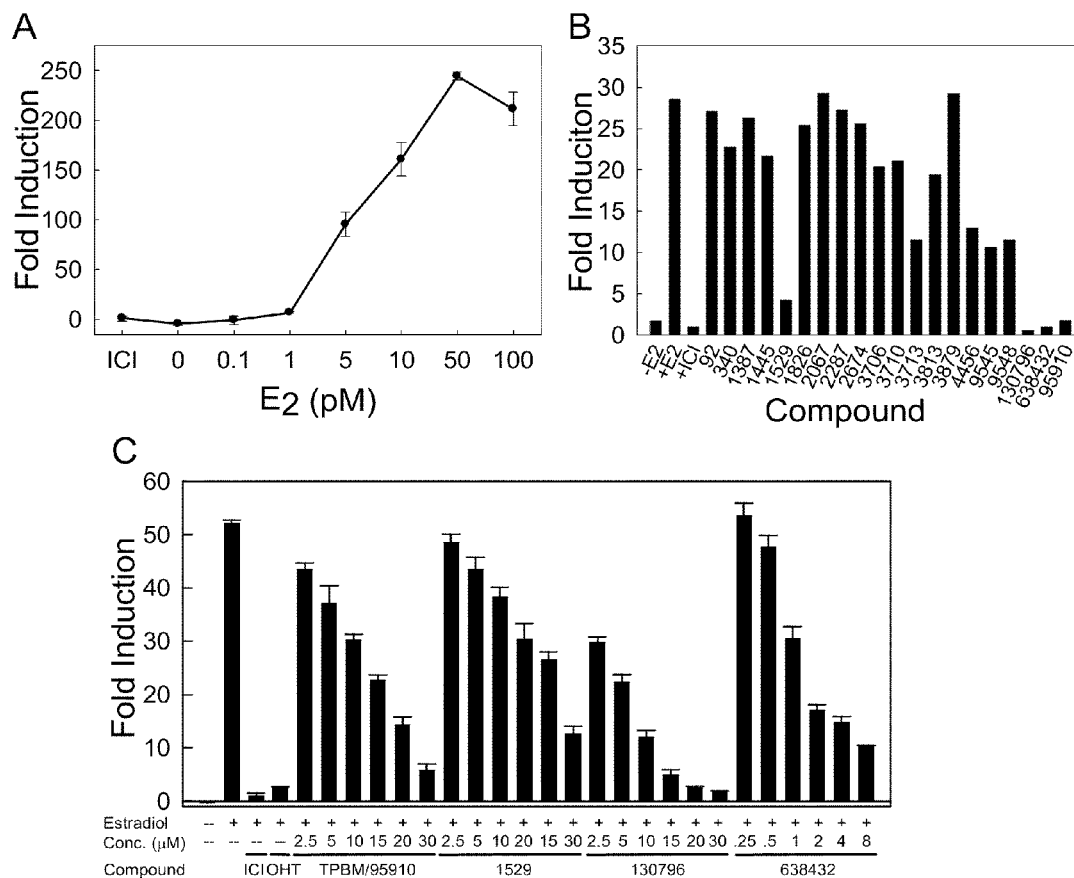 A
Fold Induction
250
200
150
100
50
0
ICI 0 0.1 1 5 10 50 100
E2 (pM)
B
Fold Induciton
35
30
25
20
15
10
5
0
-E2 +E2 +ICI 92 340 1387 1445 1529 1826 2067 2287 2674 3706 3710 3713 3813 3879 4456 9545 9548 130796 638432 95910
Compound
C
Fold Induction
60
50
40
30
20
10
0
Estradiol -- + + + + + + + + + + + + + + + + + + + + + + + + + + +
Conc. (μM) -- -- -- -- 2.5 5 10 15 20 30 2.5 5 10 20 15 30 2.5 5 10 15 20 30 .25 .5 1 2 4 8
Compound ICI OHT TPBM/95910 1529 130796 638432